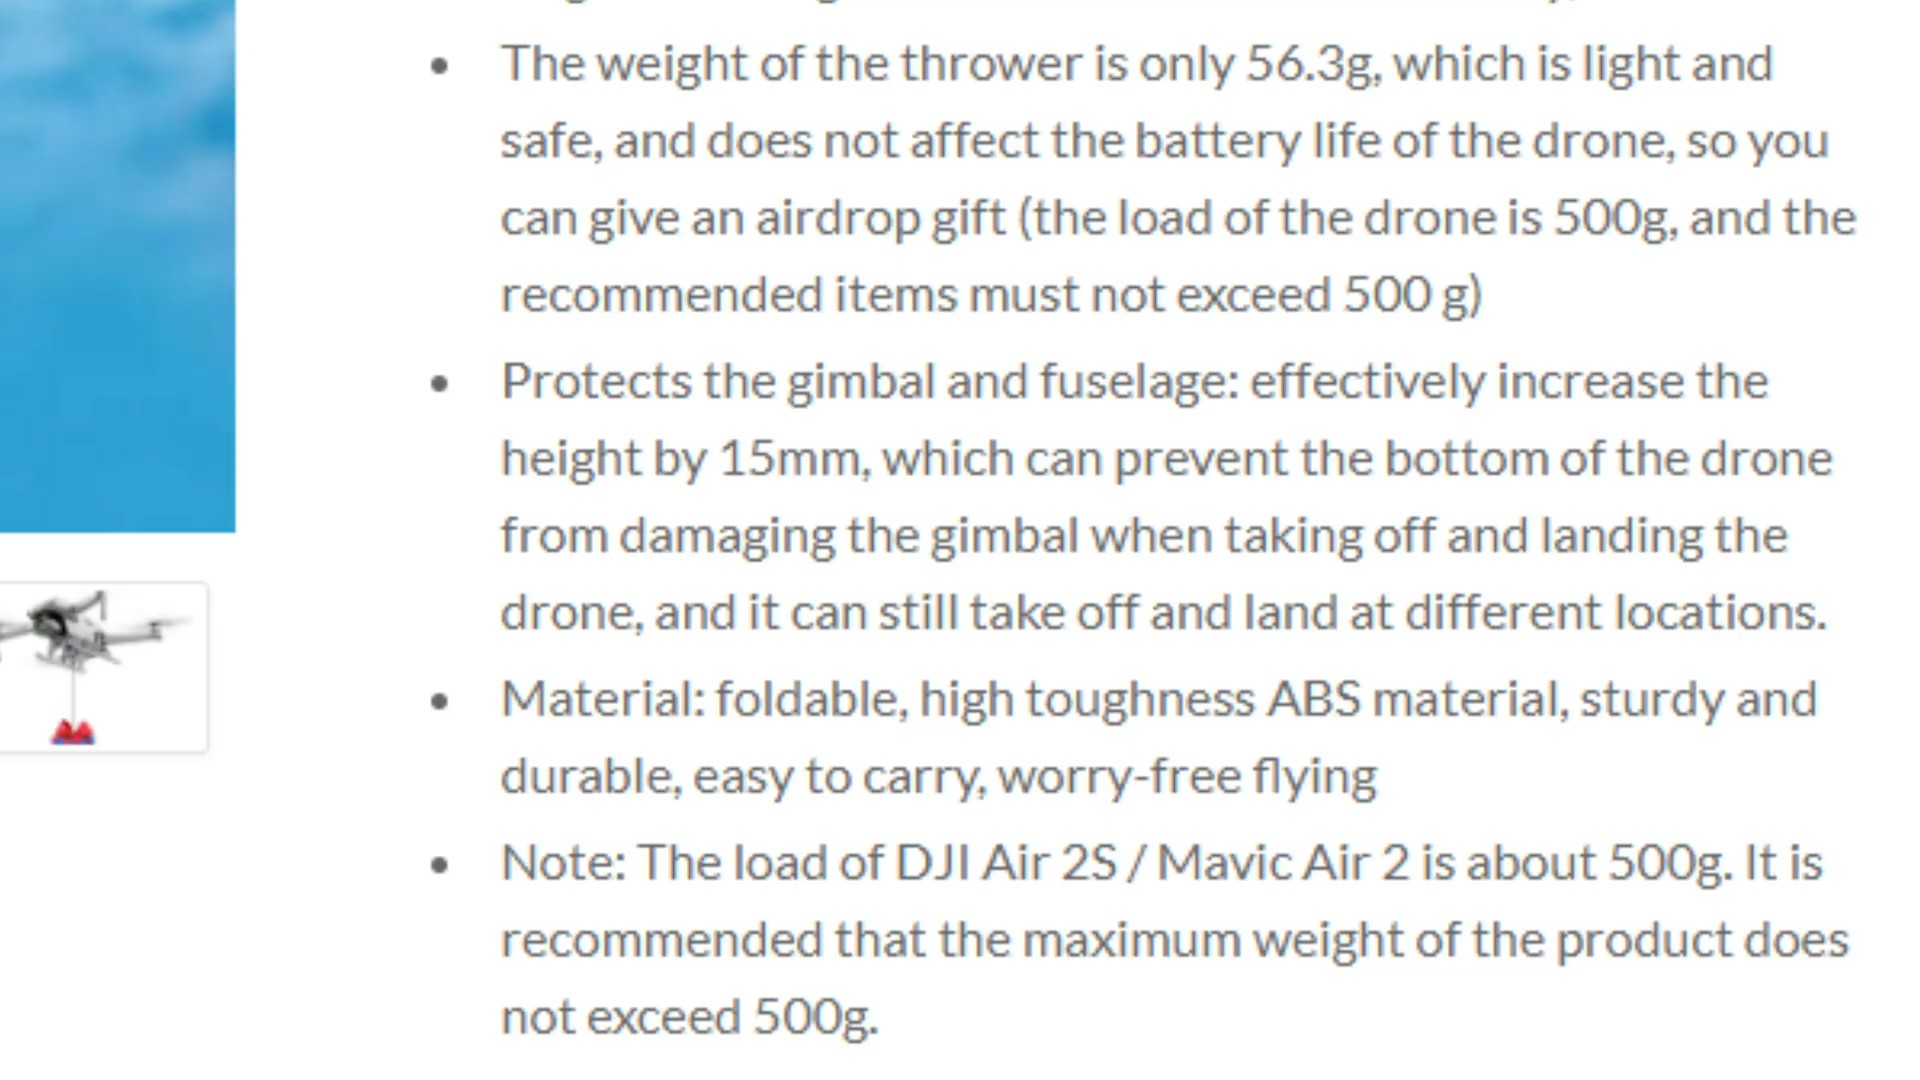 The weight of the thrower is only 56.3g, which is light and
safe, and does not affect the battery life of the drone, so you
can give an airdrop gift (the load of the drone is 500g, and the
recommended items must not exceed 500 g)
Protects the gimbal and fuselage: effectively increase the
height by 15mm, which can prevent the bottom of the drone
from damaging the gimbal when taking off and landing the
drone, and it can still take off and land at different locations.
Material: foldable, high toughness ABS material, sturdy and
durable, easy to carry, worry-free flying
Note: The load of DJI Air 2S / Mavic Air 2 is about 500g. It is
recommended that the maximum weight of the product does
not exceed 500g.